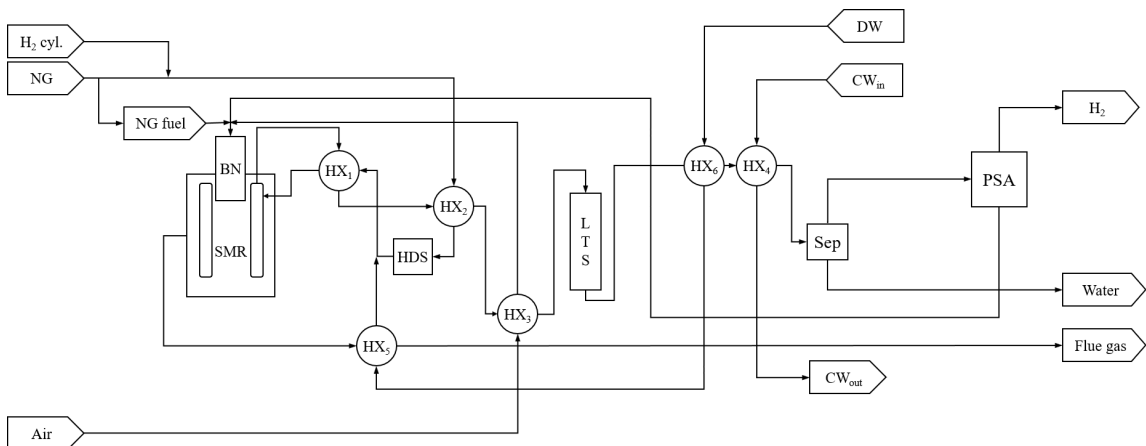 DW
H₂ cyl.
NG
CWᵢₙ
H₂
NG fuel
BN
HX₁
HX₆
HX₄
PSA
HX₂
SMR
HDS
L
T
S
Sep
Water
HX₃
HX₅
Flue gas
CWₒᵤₜ
Air